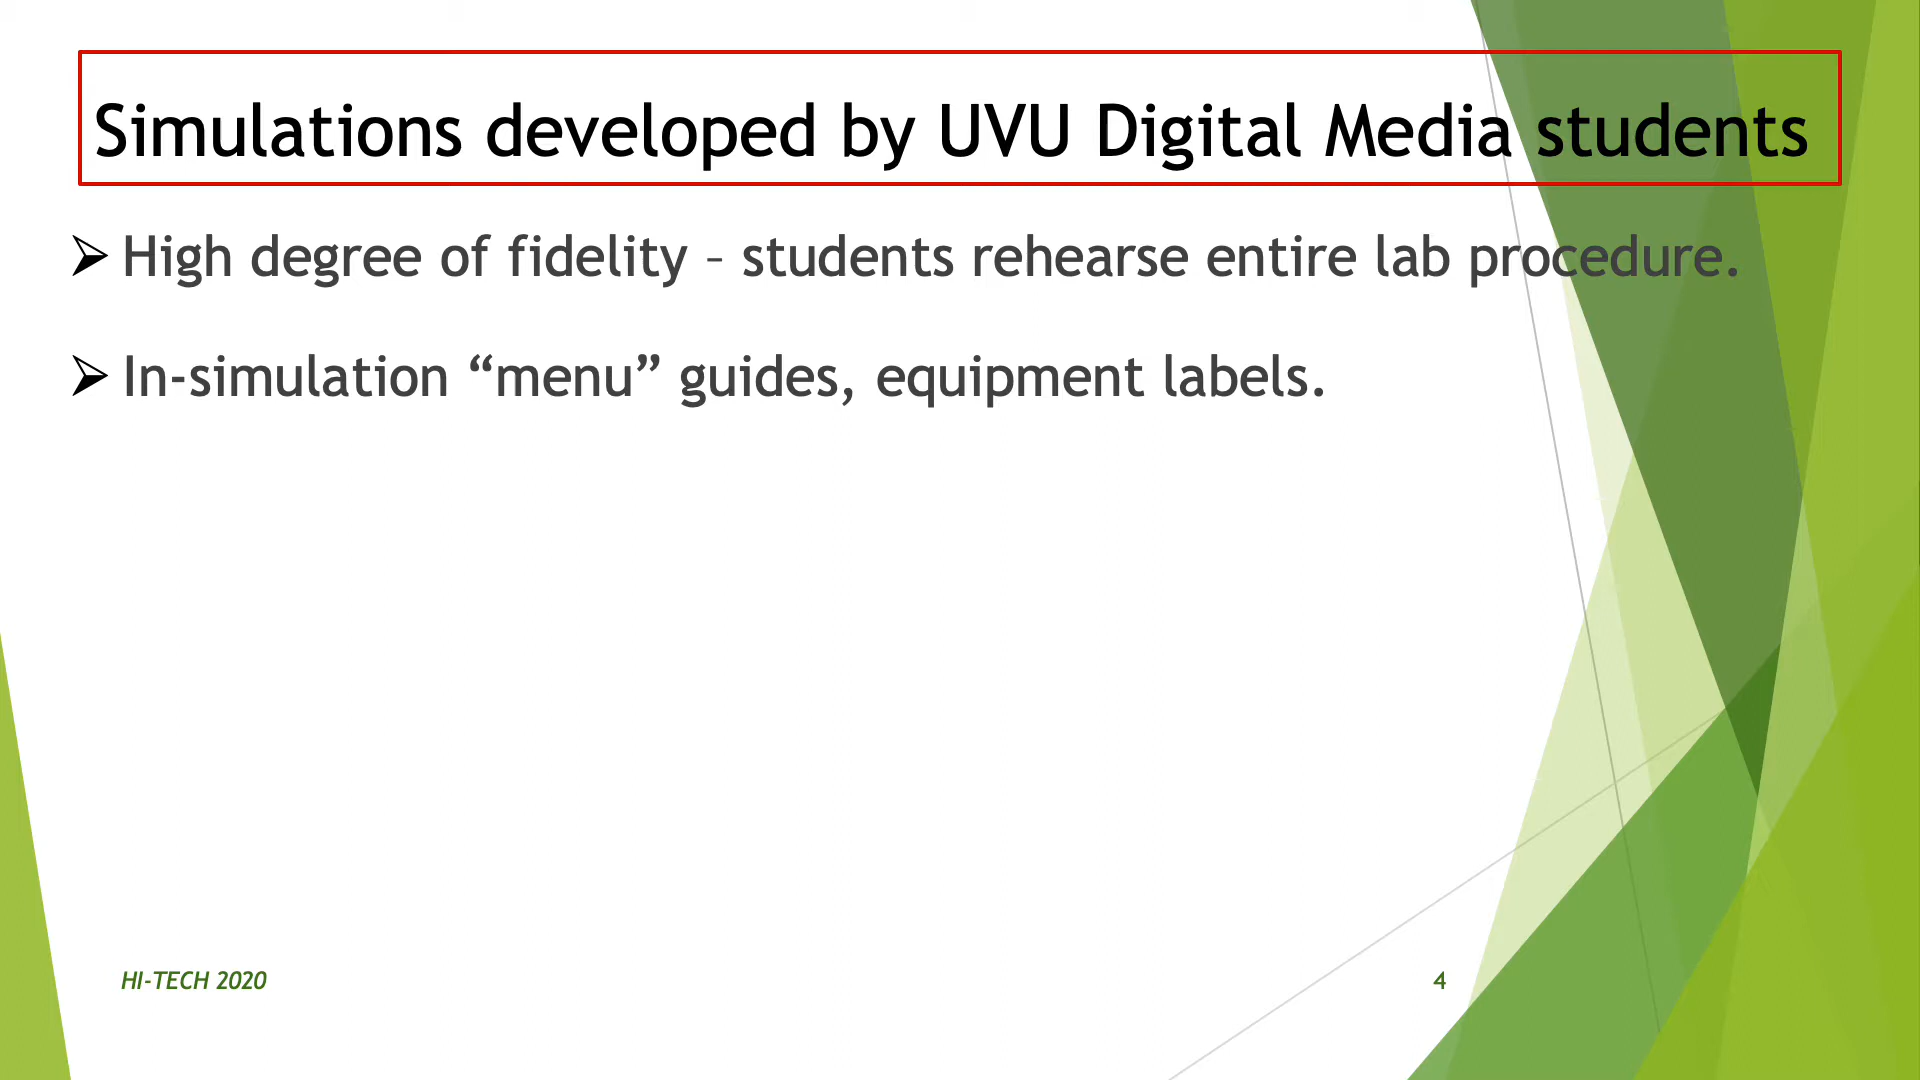 Simulations developed by UVU Digital Media students
High degree of fidelity – students rehearse entire lab procedure.
In-simulation “menu” guides, equipment labels.
HI-TECH 2020
4